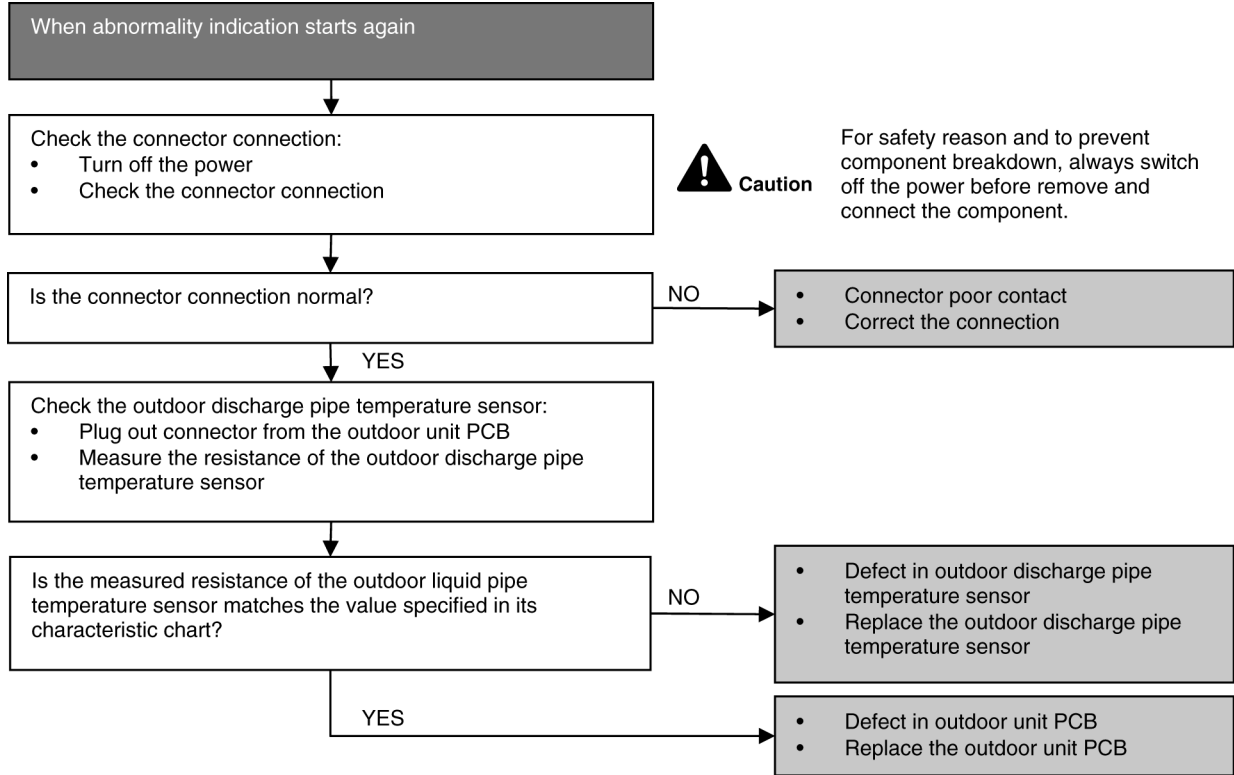 When abnormality indication starts again
Check the connector connection:
• Turn off the power
• Check the connector connection
Caution
For safety reason and to prevent
component breakdown, always switch
off the power before remove and
connect the component.
Is the connector connection normal?
NO
• Connector poor contact
• Correct the connection
YES
Check the outdoor discharge pipe temperature sensor:
• Plug out connector from the outdoor unit PCB
• Measure the resistance of the outdoor discharge pipe
temperature sensor
Is the measured resistance of the outdoor liquid pipe
temperature sensor matches the value specified in its
characteristic chart?
NO
• Defect in outdoor discharge pipe
temperature sensor
• Replace the outdoor discharge pipe
temperature sensor
YES
• Defect in outdoor unit PCB
• Replace the outdoor unit PCB